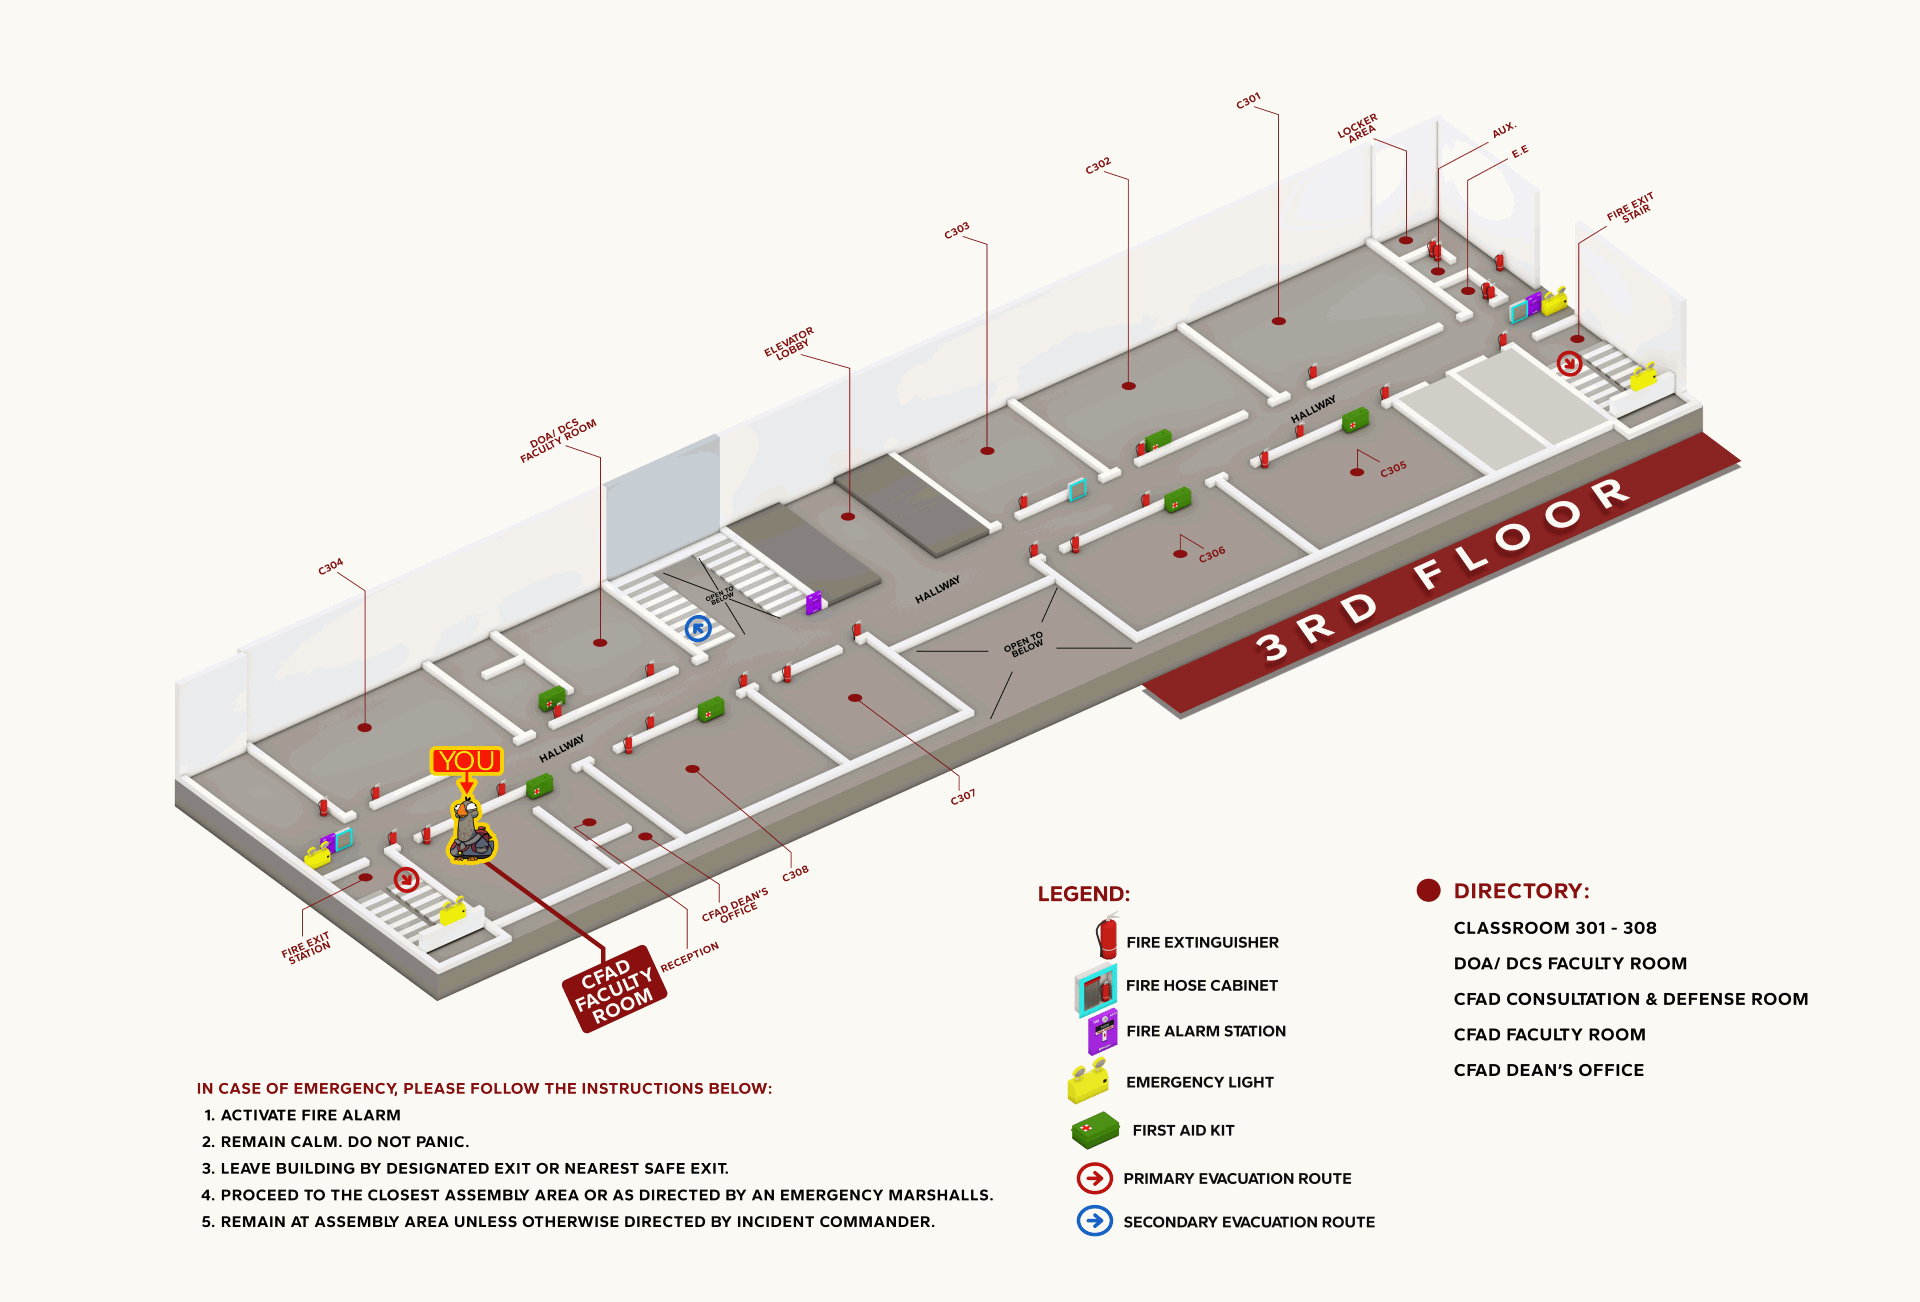 C301
LOCKER
AREA
AUX.
E.E
C302
FIRE EXIT
STAIR
C303
ELEVATOR
LOBBY
DOA/ DCS
FACULTY ROOM
HALLWAY
C305
C304
C306
3RD FLOOR
HALLWAY
OPEN TO
BELOW
OPEN TO
BELOW
HALLWAY
YOU
C307
C308
CFAD DEAN'S
OFFICE
RECEPTION
FIRE EXIT
STATION
CFAD
FACULTY
ROOM
LEGEND:
FIRE EXTINGUISHER
FIRE HOSE CABINET
FIRE ALARM STATION
EMERGENCY LIGHT
FIRST AID KIT
PRIMARY EVACUATION ROUTE
SECONDARY EVACUATION ROUTE
DIRECTORY:
CLASSROOM 301 - 308
DOA/ DCS FACULTY ROOM
CFAD CONSULTATION & DEFENSE ROOM
CFAD FACULTY ROOM
CFAD DEAN'S OFFICE
IN CASE OF EMERGENCY, PLEASE FOLLOW THE INSTRUCTIONS BELOW:
1. ACTIVATE FIRE ALARM
2. REMAIN CALM. DO NOT PANIC.
3. LEAVE BUILDING BY DESIGNATED EXIT OR NEAREST SAFE EXIT.
4. PROCEED TO THE CLOSEST ASSEMBLY AREA OR AS DIRECTED BY AN EMERGENCY MARSHALLS.
5. REMAIN AT ASSEMBLY AREA UNLESS OTHERWISE DIRECTED BY INCIDENT COMMANDER.